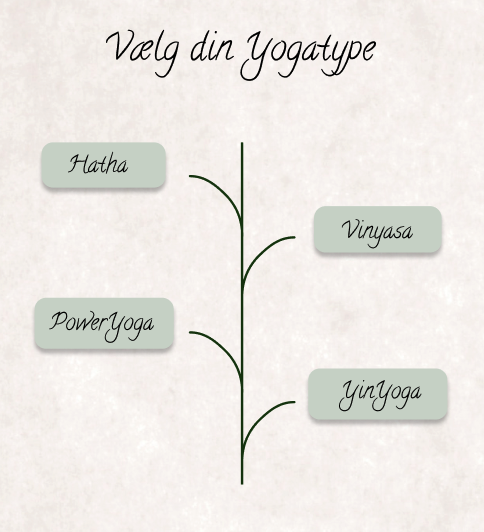 Vælg din Yogatype
Hatha
Vinyasa
PowerYoga
YinYoga